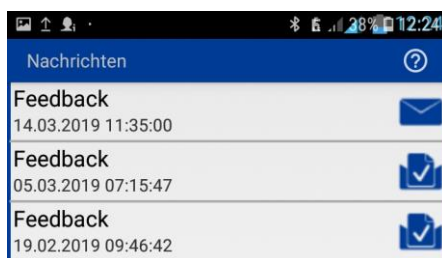 38% 12:24
Nachrichten
Feedback
14.03.2019 11:35:00
Feedback
05.03.2019 07:15:47
Feedback
19.02.2019 09:46:42